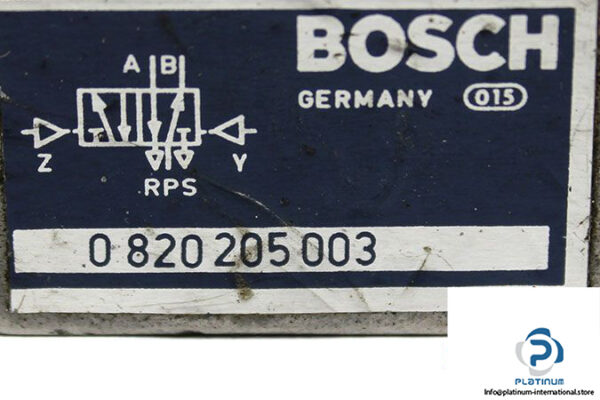 BOSCH
GERMANY 015
A B
Z Y
RPS
0 820 205 003
P
PLATINUM
Info@platinum-international.store